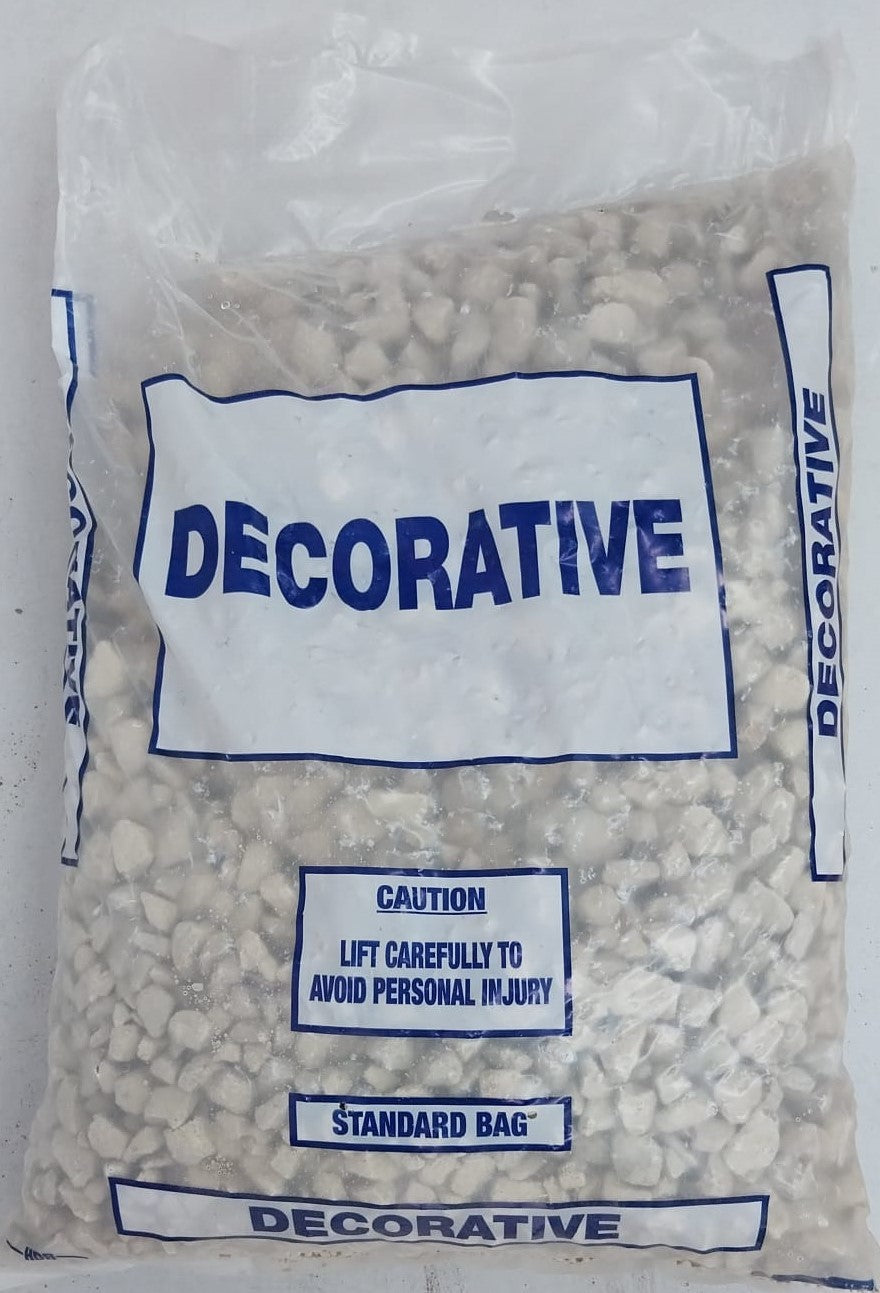 DECORATIVE
DECORATIVE
CAUTION
LIFT CAREFULLY TO
AVOID PERSONAL INJURY
STANDARD BAG
DECORATIVE